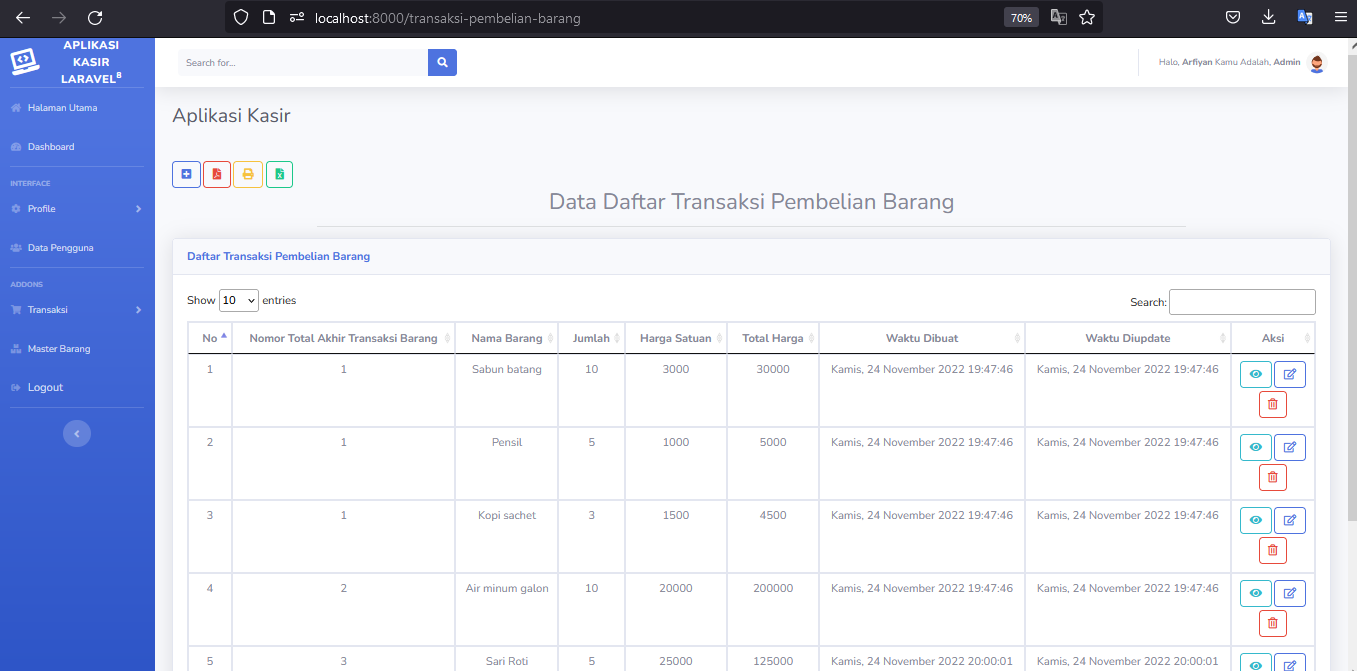 localhost:8000/transaksi-pembelian-barang
70%
APLIKASI
KASIR
LARAVEL8
Search for...
Halo, Arfiyan Kamu Adalah, Admin
Halaman Utama
Dashboard
INTERFACE
Profile
Data Pengguna
ADDONS
Transaksi
Master Barang
Logout
Aplikasi Kasir
Data Daftar Transaksi Pembelian Barang
Daftar Transaksi Pembelian Barang
Show 10 entries
Search:
No Nomor Total Akhir Transaksi Barang Nama Barang Jumlah Harga Satuan Total Harga Waktu Dibuat Waktu Diupdate Aksi
1 1 Sabun batang 10 3000 30000 Kamis, 24 November 2022 19:47:46 Kamis, 24 November 2022 19:47:46
2 1 Pensil 5 1000 5000 Kamis, 24 November 2022 19:47:46 Kamis, 24 November 2022 19:47:46
3 1 Kopi sachet 3 1500 4500 Kamis, 24 November 2022 19:47:46 Kamis, 24 November 2022 19:47:46
4 2 Air minum galon 10 20000 200000 Kamis, 24 November 2022 19:47:46 Kamis, 24 November 2022 19:47:46
5 3 Sari Roti 5 25000 125000 Kamis, 24 November 2022 20:00:01 Kamis, 24 November 2022 20:00:01